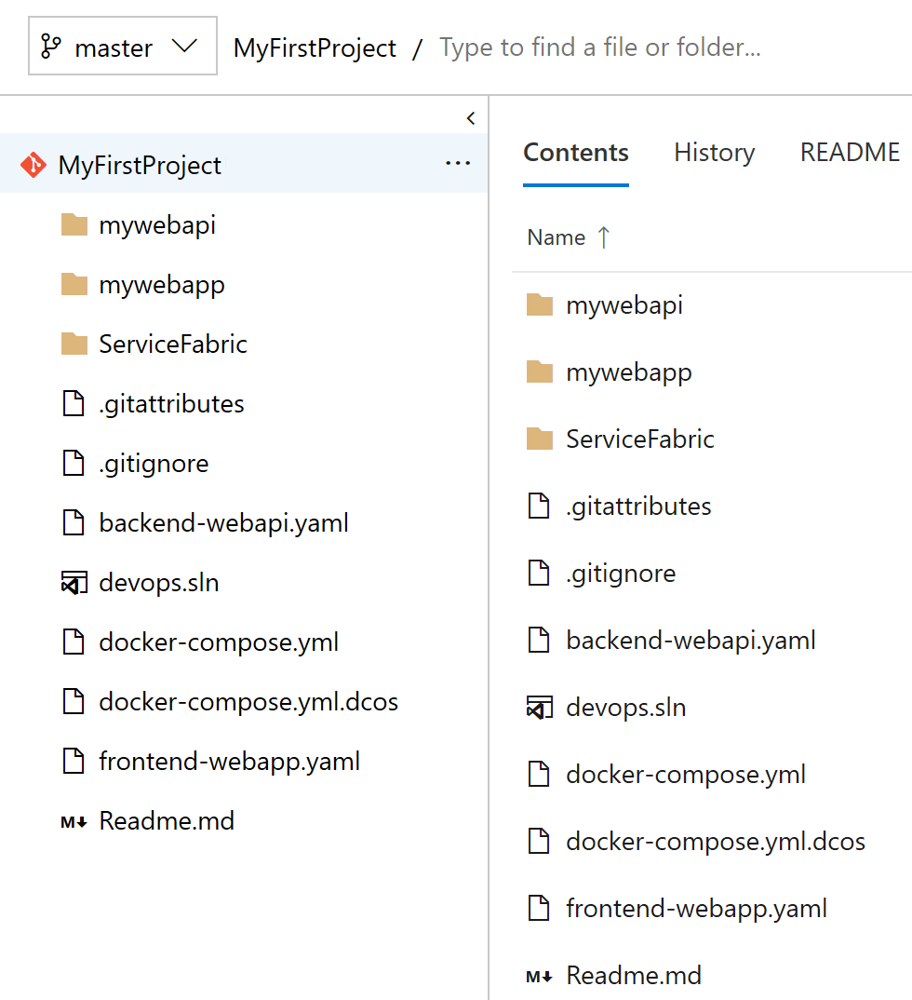 master MyFirstProject / Type to find a file or folder...
MyFirstProject ...
mywebapi
mywebapp
ServiceFabric
.gitattributes
.gitignore
backend-webapi.yaml
devops.sln
docker-compose.yml
docker-compose.yml.dcos
frontend-webapp.yaml
M↓ Readme.md
Contents History README
Name ↑
mywebapi
mywebapp
ServiceFabric
.gitattributes
.gitignore
backend-webapi.yaml
devops.sln
docker-compose.yml
docker-compose.yml.dcos
frontend-webapp.yaml
M↓ Readme.md